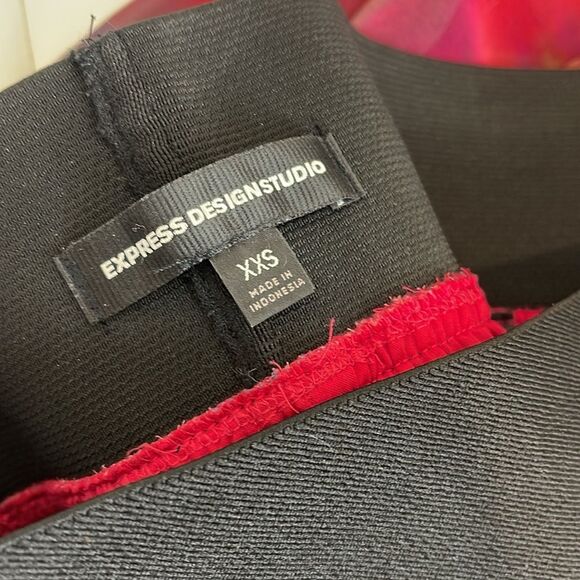 EXPRESS DESIGNSTUDIO
XXS
MADE IN
INDONESIA